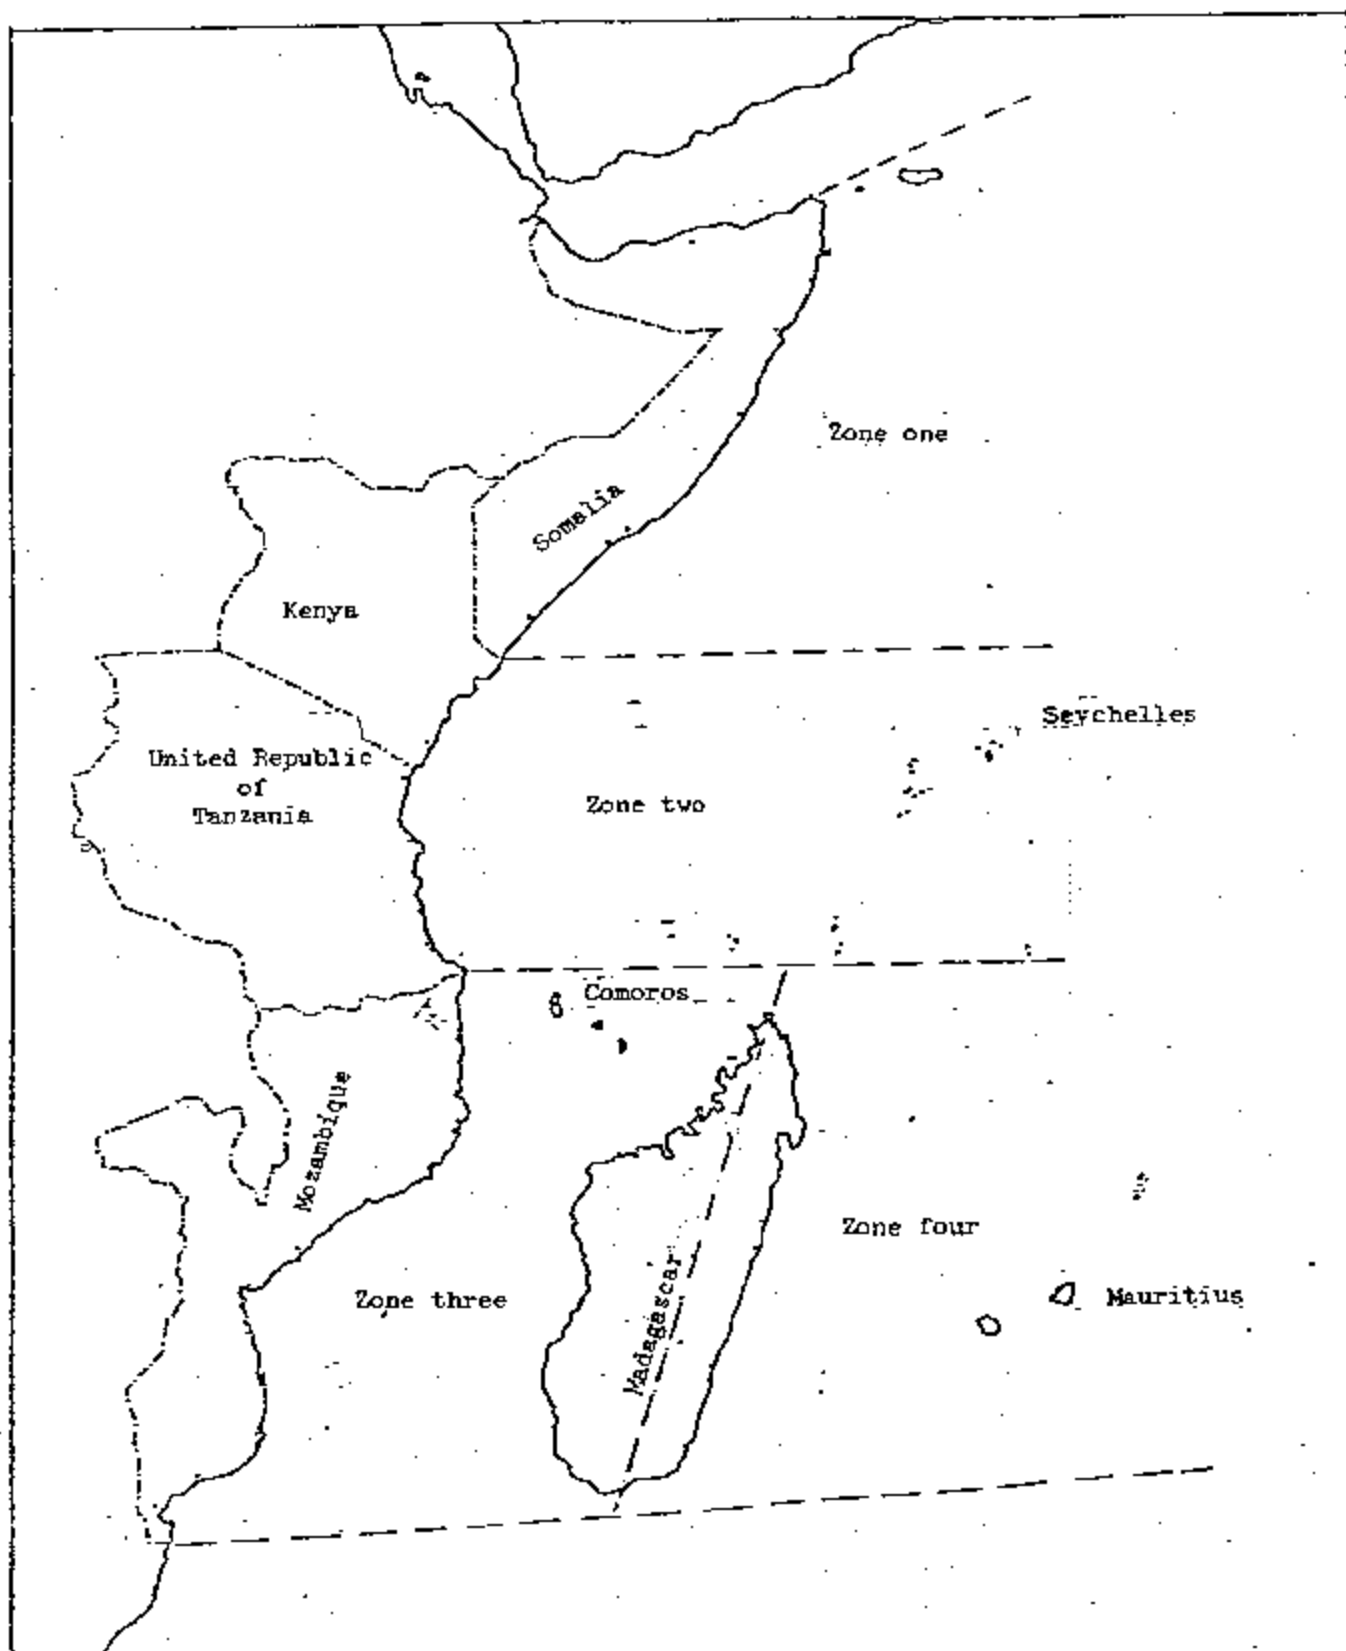 Zone one
Somalia
Kenya
Seychelles
United Republic
of
Tanzania
Zone two
Comoros
Mozambique
Zone four
Madagascar
Zone three
Mauritius